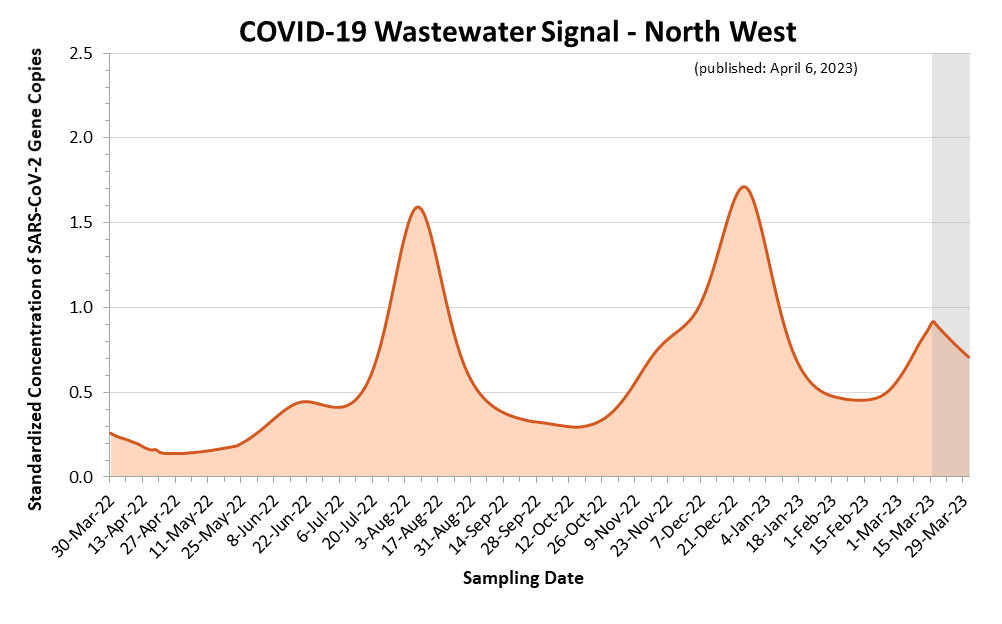 COVID-19 Wastewater Signal - North West
(published: April 6, 2023)
Standardized Concentration of SARS-CoV-2 Gene Copies
2.5
2.0
1.5
1.0
0.5
0.0
30-Mar-22
13-Apr-22
27-Apr-22
11-May-22
25-May-22
8-Jun-22
22-Jun-22
6-Jul-22
20-Jul-22
3-Aug-22
17-Aug-22
31-Aug-22
14-Sep-22
28-Sep-22
12-Oct-22
26-Oct-22
9-Nov-22
23-Nov-22
7-Dec-22
21-Dec-22
4-Jan-23
18-Jan-23
1-Feb-23
15-Feb-23
1-Mar-23
15-Mar-23
29-Mar-23
Sampling Date